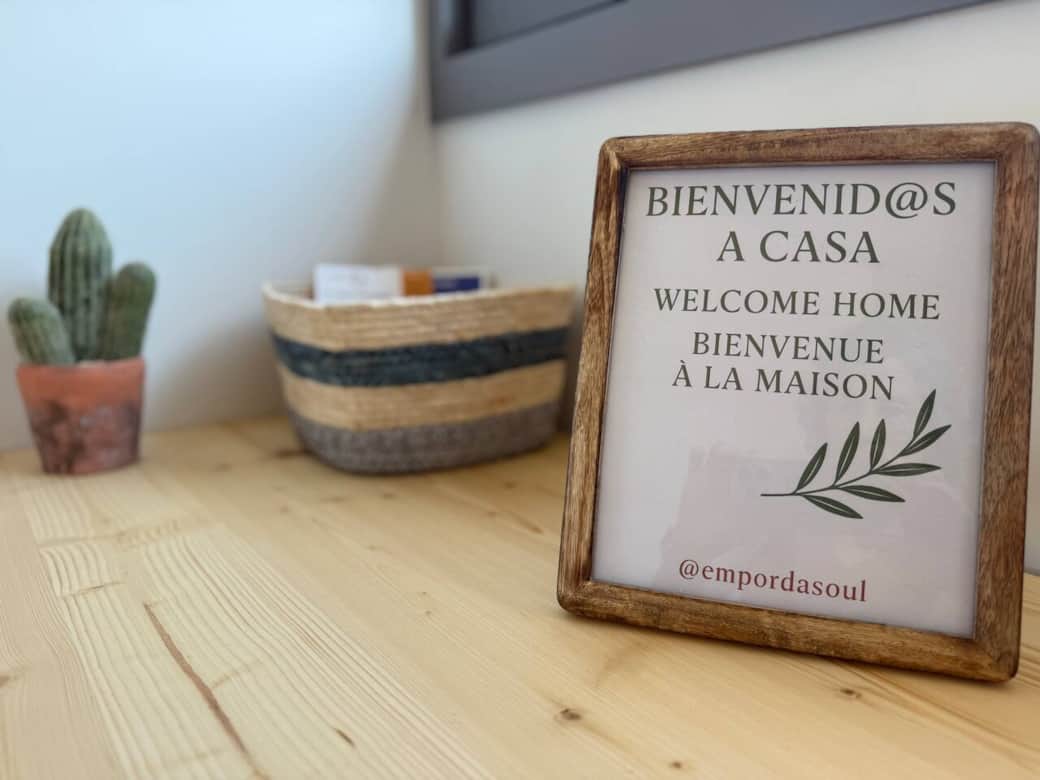 BIENVENID@S
A CASA
WELCOME HOME
BIENVENUE
À LA MAISON
@empordasoul